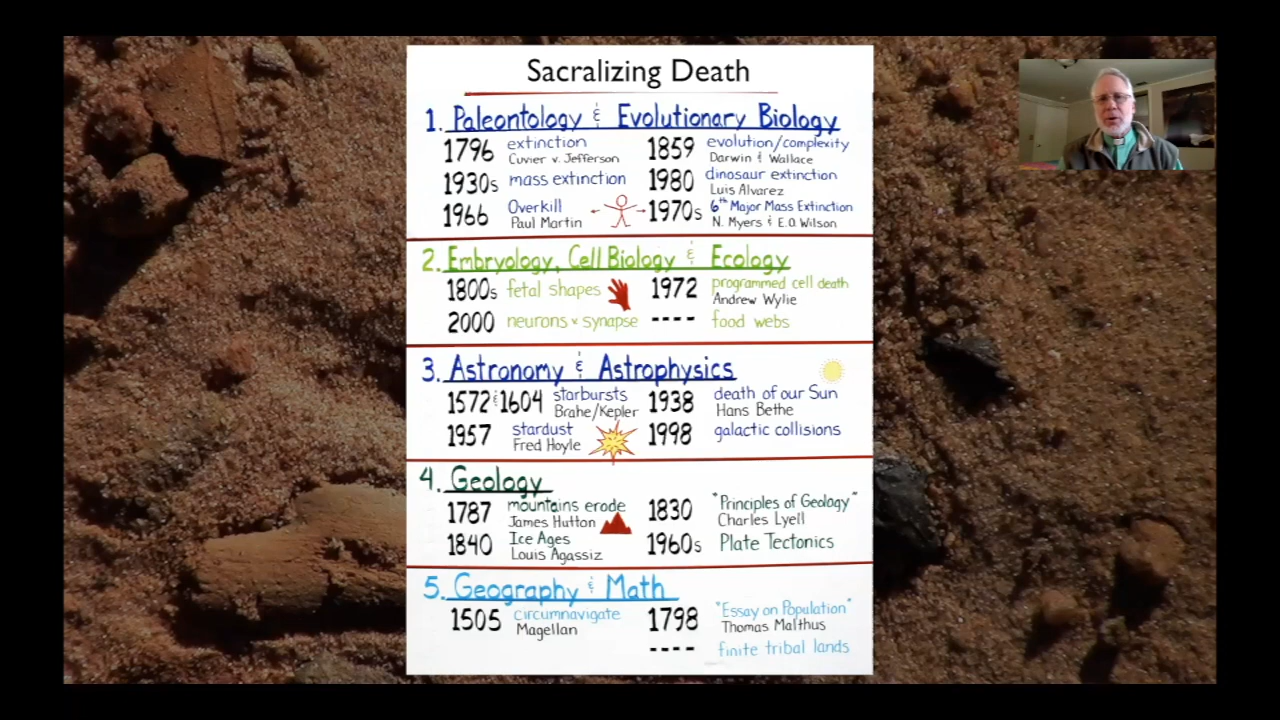 Sacralizing Death
1. Paleontology & Evolutionary Biology
1796 extinction
Cuvier v. Jefferson
1859 evolution/complexity
Darwin & Wallace
1930s mass extinction
1980 dinosaur extinction
Luis Alvarez
1966 Overkill
Paul Martin
1970s 6th Major Mass Extinction
N. Myers & E.O. Wilson
2. Embryology, Cell Biology & Ecology
1800s fetal shapes
1972 programmed cell death
Andrew Wylie
2000 neurons v synapse
---- food webs
3. Astronomy & Astrophysics
1572 & 1604 starbursts
Brahe/Kepler
1938 death of our Sun
Hans Bethe
1957 stardust
Fred Hoyle
1998 galactic collisions
4. Geology
1787 mountains erode
James Hutton
1830 "Principles of Geology"
Charles Lyell
1840 Ice Ages
Louis Agassiz
1960s Plate Tectonics
5. Geography & Math
1505 circumnavigate
Magellan
1798 "Essay on Population"
Thomas Malthus
---- finite tribal lands